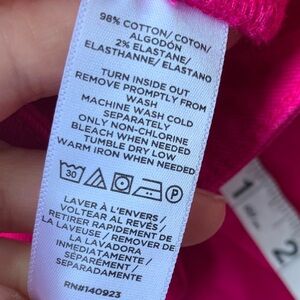 98% COTTON/ COTON/
ALGODÓN
2% ELASTANE/
ELASTHANNE/ ELASTANO
TURN INSIDE OUT
REMOVE PROMPTLY FROM
WASH
MACHINE WASH COLD
SEPARATELY
ONLY NON-CHLORINE
BLEACH WHEN NEEDED
TUMBLE DRY LOW
WARM IRON WHEN NEEDED
30 P
LAVER À L'ENVERS /
VOLTEAR AL REVÉS /
RETIRER RAPIDEMENT DE
LA LAVEUSE / REMOVER DE
LA LAVADORA
INMEDIATAMENTE /
SÉPARÉMENT /
SEPARADAMENTE
RN#140923
1
2